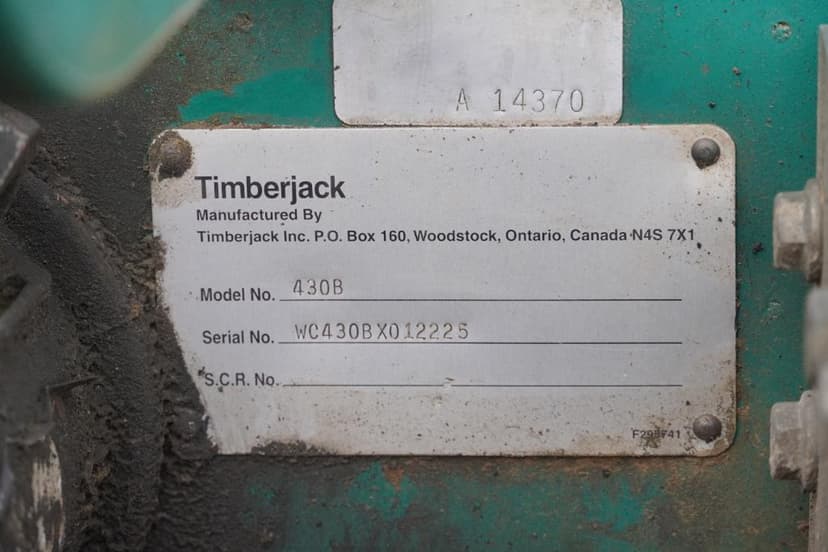 A 14370
Timberjack
Manufactured By
Timberjack Inc. P.O. Box 160, Woodstock, Ontario, Canada N4S 7X1
Model No. 430B
Serial No. WC430BX012225
S.C.R. No.